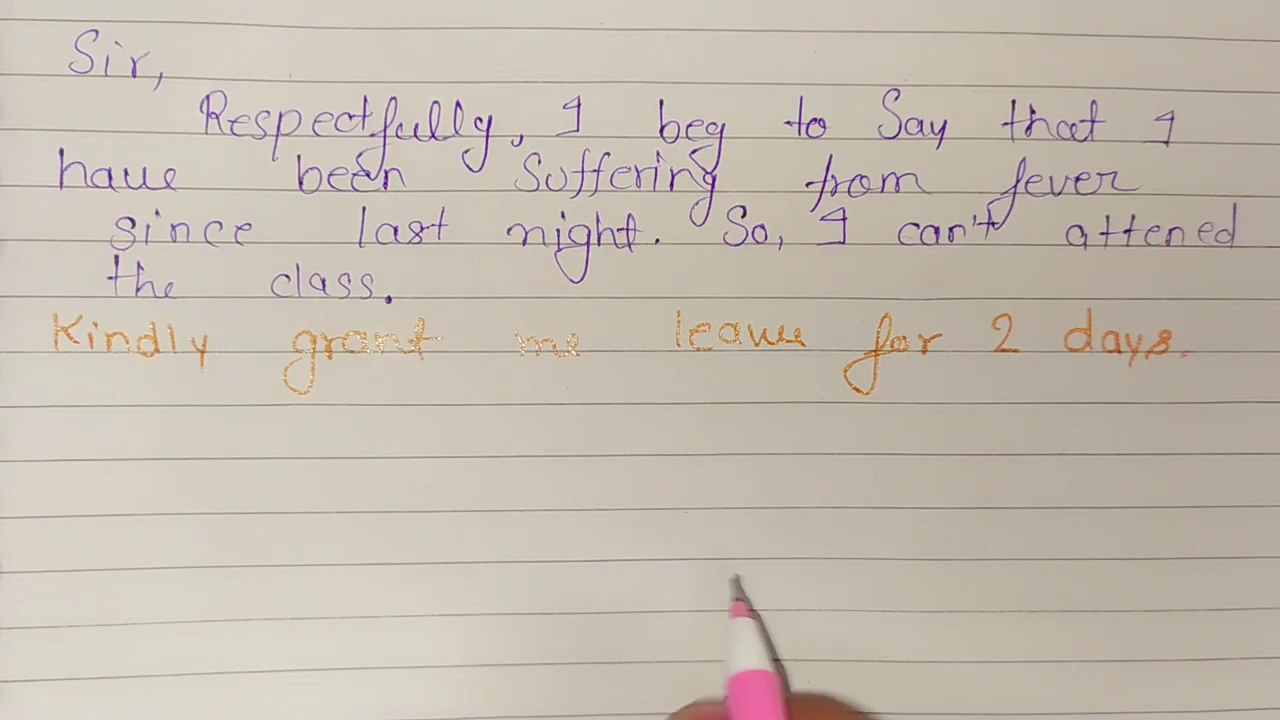 Sir,
Respectfully, I beg to Say that I
have been Suffering from fever
since last night. So, I can't attened
the class.
Kindly grant me leave for 2 days.